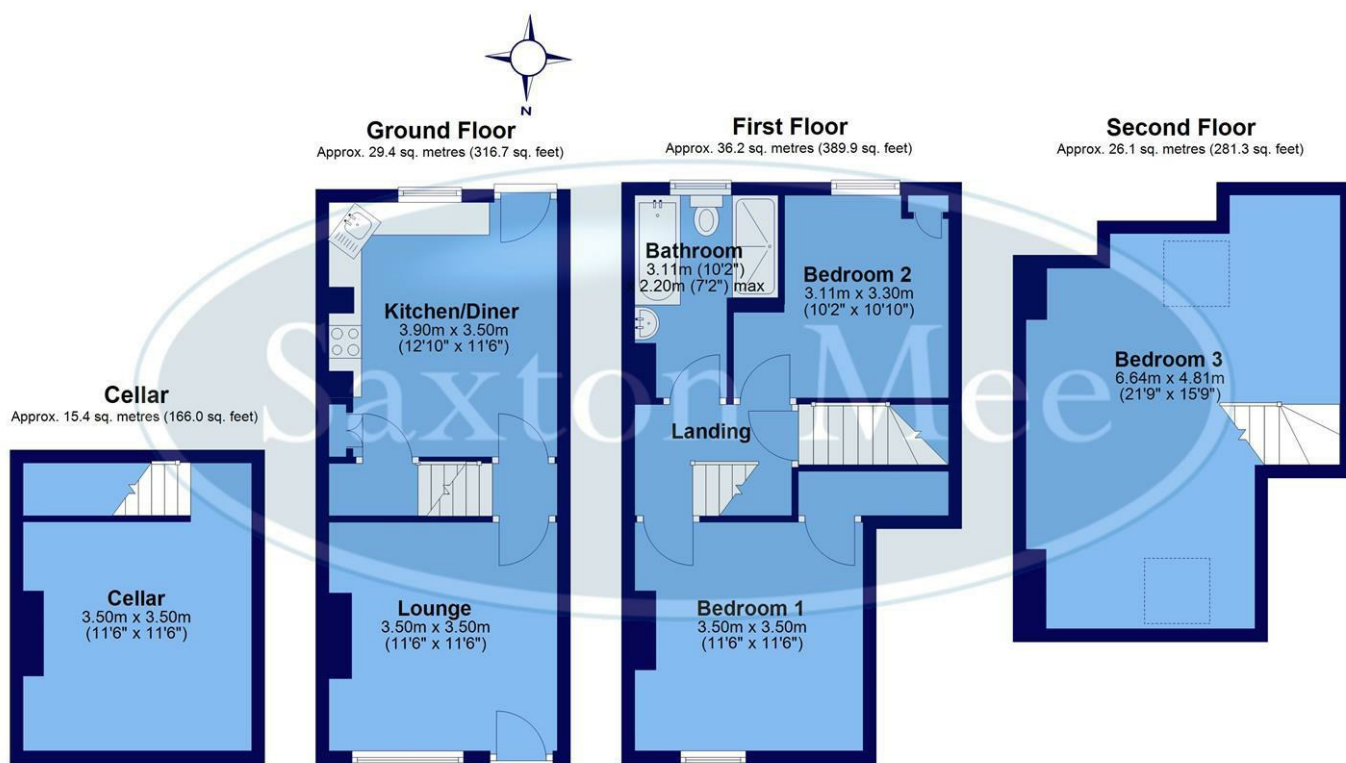 N
Ground Floor
Approx. 29.4 sq. metres (316.7 sq. feet)
First Floor
Approx. 36.2 sq. metres (389.9 sq. feet)
Second Floor
Approx. 26.1 sq. metres (281.3 sq. feet)
Bathroom
3.11m (10'2")
2.20m (7'2") max
Bedroom 2
3.11m x 3.30m
(10'2" x 10'10")
Kitchen/Diner
3.90m x 3.50m
(12'10" x 11'6")
Bedroom 3
6.64m x 4.81m
(21'9" x 15'9")
Cellar
Approx. 15.4 sq. metres (166.0 sq. feet)
Saxton Mee
Landing
Cellar
3.50m x 3.50m
(11'6" x 11'6")
Lounge
3.50m x 3.50m
(11'6" x 11'6")
Bedroom 1
3.50m x 3.50m
(11'6" x 11'6")